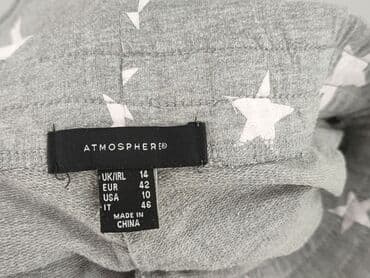 ATMOSPHERE®
UK/IRL 14
EUR 42
USA 10
IT 46
MADE IN
CHINA